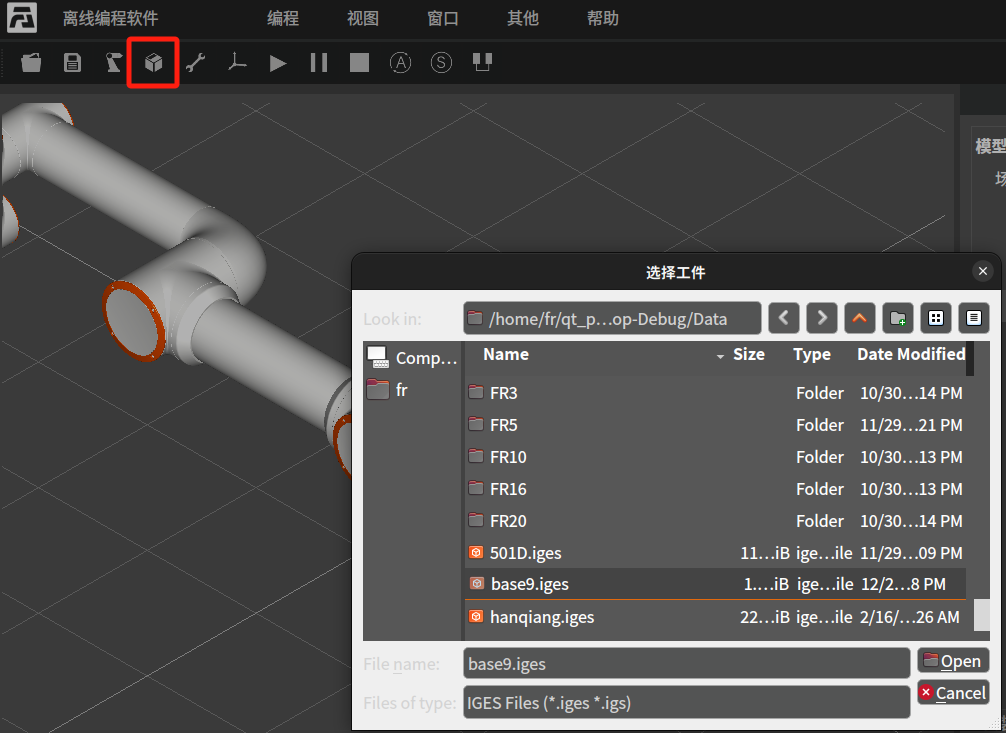 离线编程软件 编程 视图 窗口 其他 帮助
A S
模型
场
选择工件
Look in: /home/fr/qt_p...op-Debug/Data
Comp...
fr
Name Size Type Date Modified
FR3 Folder 10/30...14 PM
FR5 Folder 11/29...21 PM
FR10 Folder 10/30...13 PM
FR16 Folder 10/30...13 PM
FR20 Folder 10/30...14 PM
501D.iges 11...iB ige...ile 11/29...09 PM
base9.iges 1....iB ige...ile 12/2...8 PM
hanqiang.iges 22...iB ige...ile 2/16/...26 AM
File name: base9.iges Open
Files of type: IGES Files (*.iges *.igs) Cancel